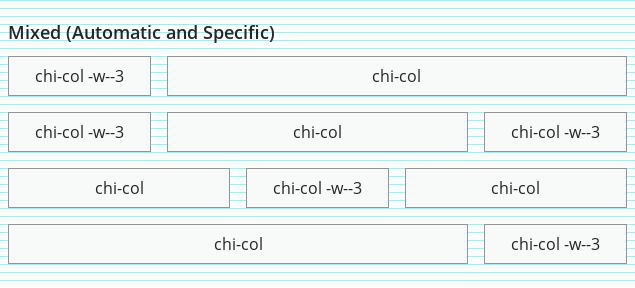 Mixed (Automatic and Specific)
chi-col -w--3 chi-col
chi-col -w--3 chi-col chi-col -w--3
chi-col chi-col -w--3 chi-col
chi-col chi-col -w--3